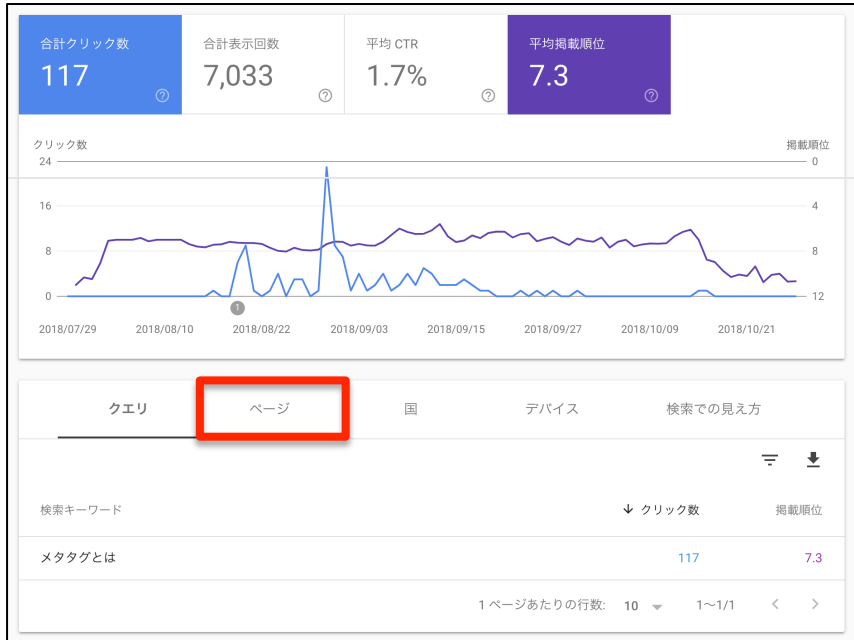 合計クリック数 合計表示回数 平均 CTR 平均掲載順位
117 7,033 1.7% 7.3
クリック数 掲載順位
24 0
16 4
8 8
0 12
1
2018/07/29 2018/08/10 2018/08/22 2018/09/03 2018/09/15 2018/09/27 2018/10/09 2018/10/21
クエリ ページ 国 デバイス 検索での見え方
検索キーワード クリック数 掲載順位
メタタグとは 117 7.3
1 ページあたりの行数: 10 1～1/1